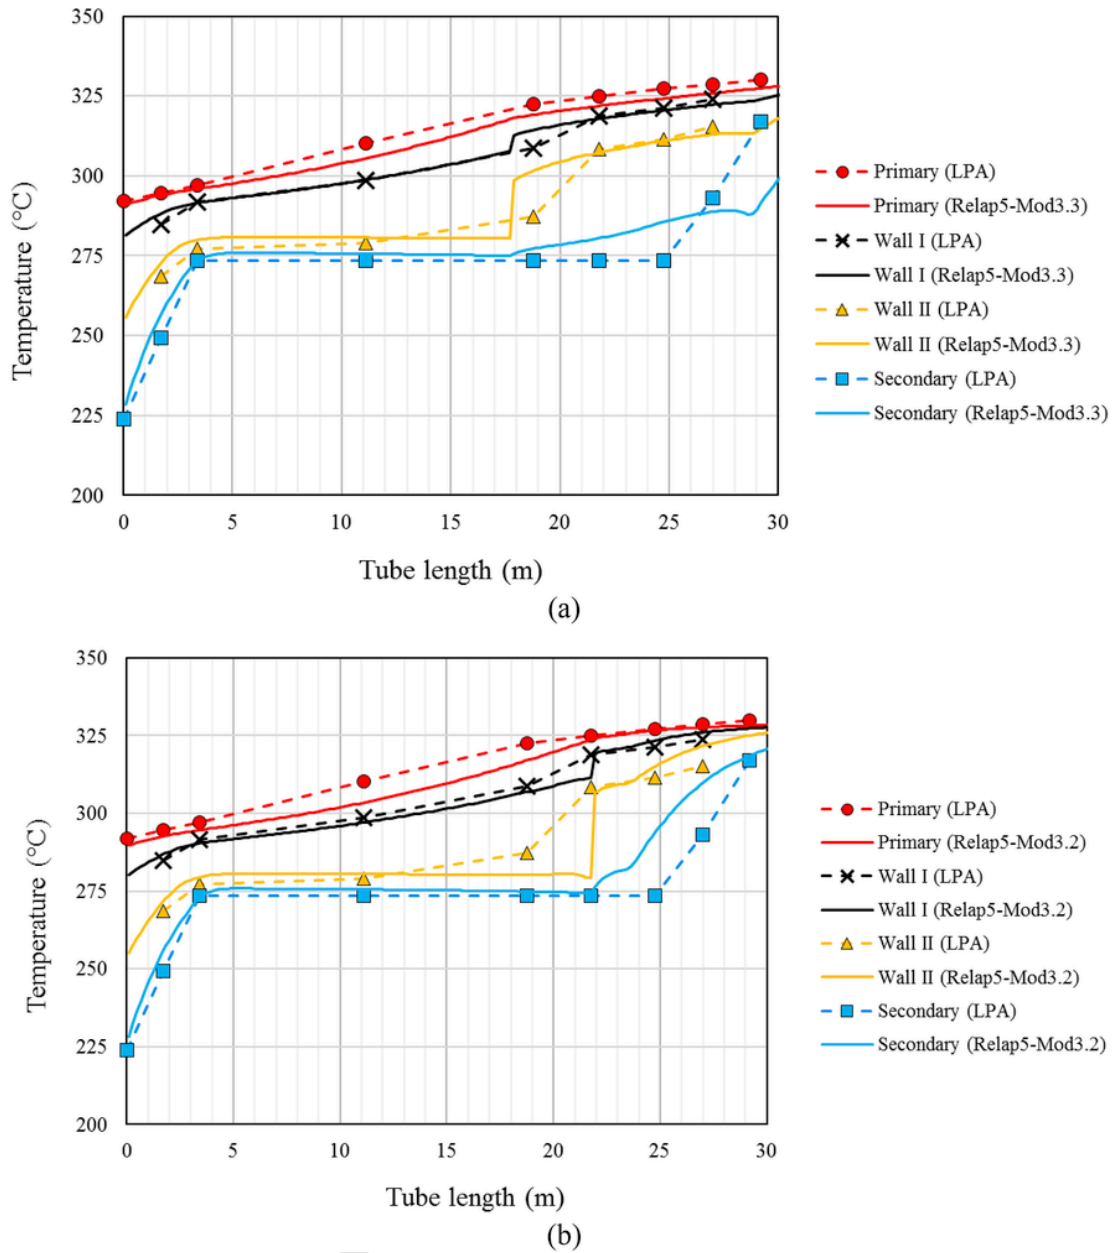 350
325
300
275
250
225
200
Temperature (°C)
0 5 10 15 20 25 30
Tube length (m)
Primary (LPA)
Primary (Relap5-Mod3.3)
Wall I (LPA)
Wall I (Relap5-Mod3.3)
Wall II (LPA)
Wall II (Relap5-Mod3.3)
Secondary (LPA)
Secondary (Relap5-Mod3.3)
(a)
350
325
300
275
250
225
200
Temperature (°C)
0 5 10 15 20 25 30
Tube length (m)
Primary (LPA)
Primary (Relap5-Mod3.2)
Wall I (LPA)
Wall I (Relap5-Mod3.2)
Wall II (LPA)
Wall II (Relap5-Mod3.2)
Secondary (LPA)
Secondary (Relap5-Mod3.2)
(b)